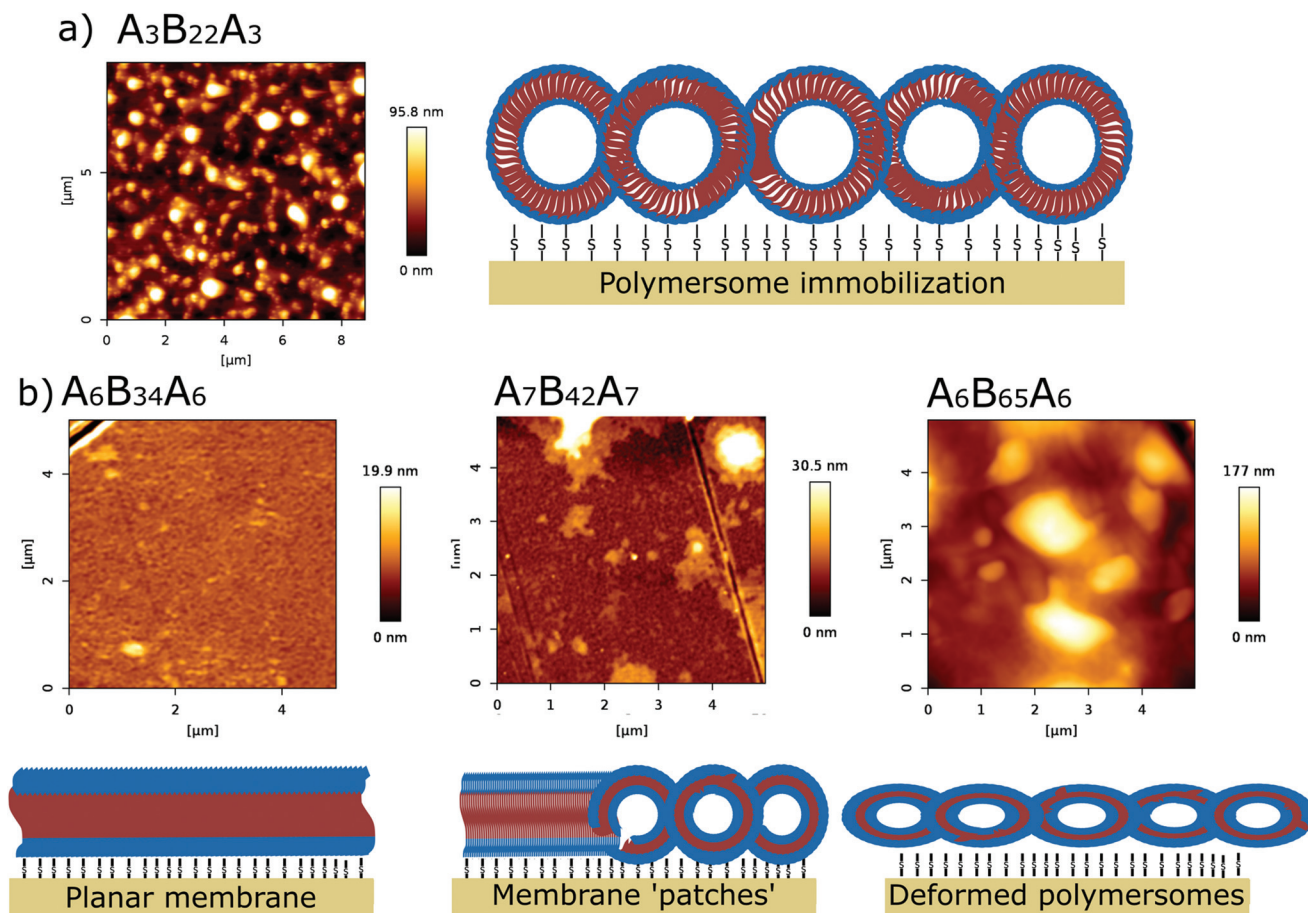 a) A3B22A3
95.8 nm
0 nm
5
0
[µm]
0 2 4 6 8
[µm]
S S S S S S S S S S S S S S S S S S S S S S
Polymersome immobilization
b) A6B34A6
A7B42A7
A6B65A6
19.9 nm
0 nm
4
2
0
[µm]
0 2 4
[µm]
30.5 nm
0 nm
4
3
2
1
0
0 1 2 3 4
[µm]
177 nm
0 nm
4
3
2
1
0
[µm]
0 1 2 3 4
[µm]
Planar membrane
Membrane 'patches'
Deformed polymersomes